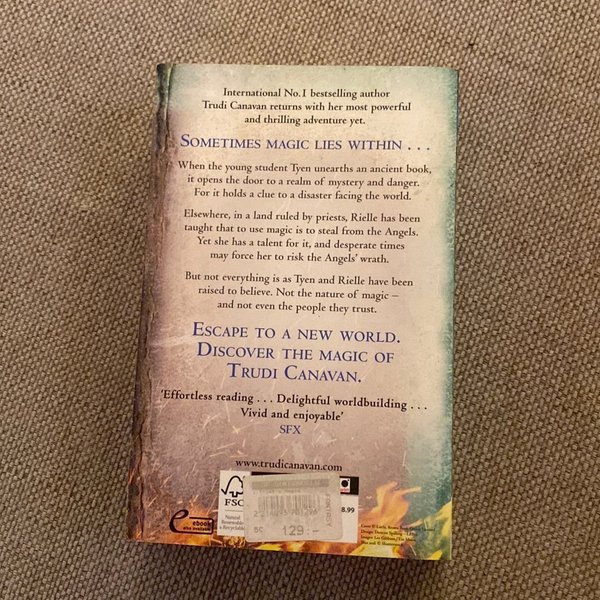 International No.1 bestselling author
Trudi Canavan returns with her most powerful
and thrilling adventure yet.
SOMETIMES MAGIC LIES WITHIN . . .
When the young student Tyen unearths an ancient book,
it opens the door to a realm of mystery and danger.
For it holds a clue to a disaster facing the world.
Elsewhere, in a land ruled by priests, Rielle has been
taught that to use magic is to steal from the Angels.
Yet she has a talent for it, and desperate times
may force her to risk the Angels' wrath.
But not everything is as Tyen and Rielle have been
raised to believe. Not the nature of magic –
and not even the people they trust.
ESCAPE TO A NEW WORLD.
DISCOVER THE MAGIC OF
TRUDI CANAVAN.
'Effortless reading . . . Delightful worldbuilding . . .
Vivid and enjoyable'
SFX
www.trudicanavan.com
FSC
8.99
FANTASY
129.-
ebook
also available